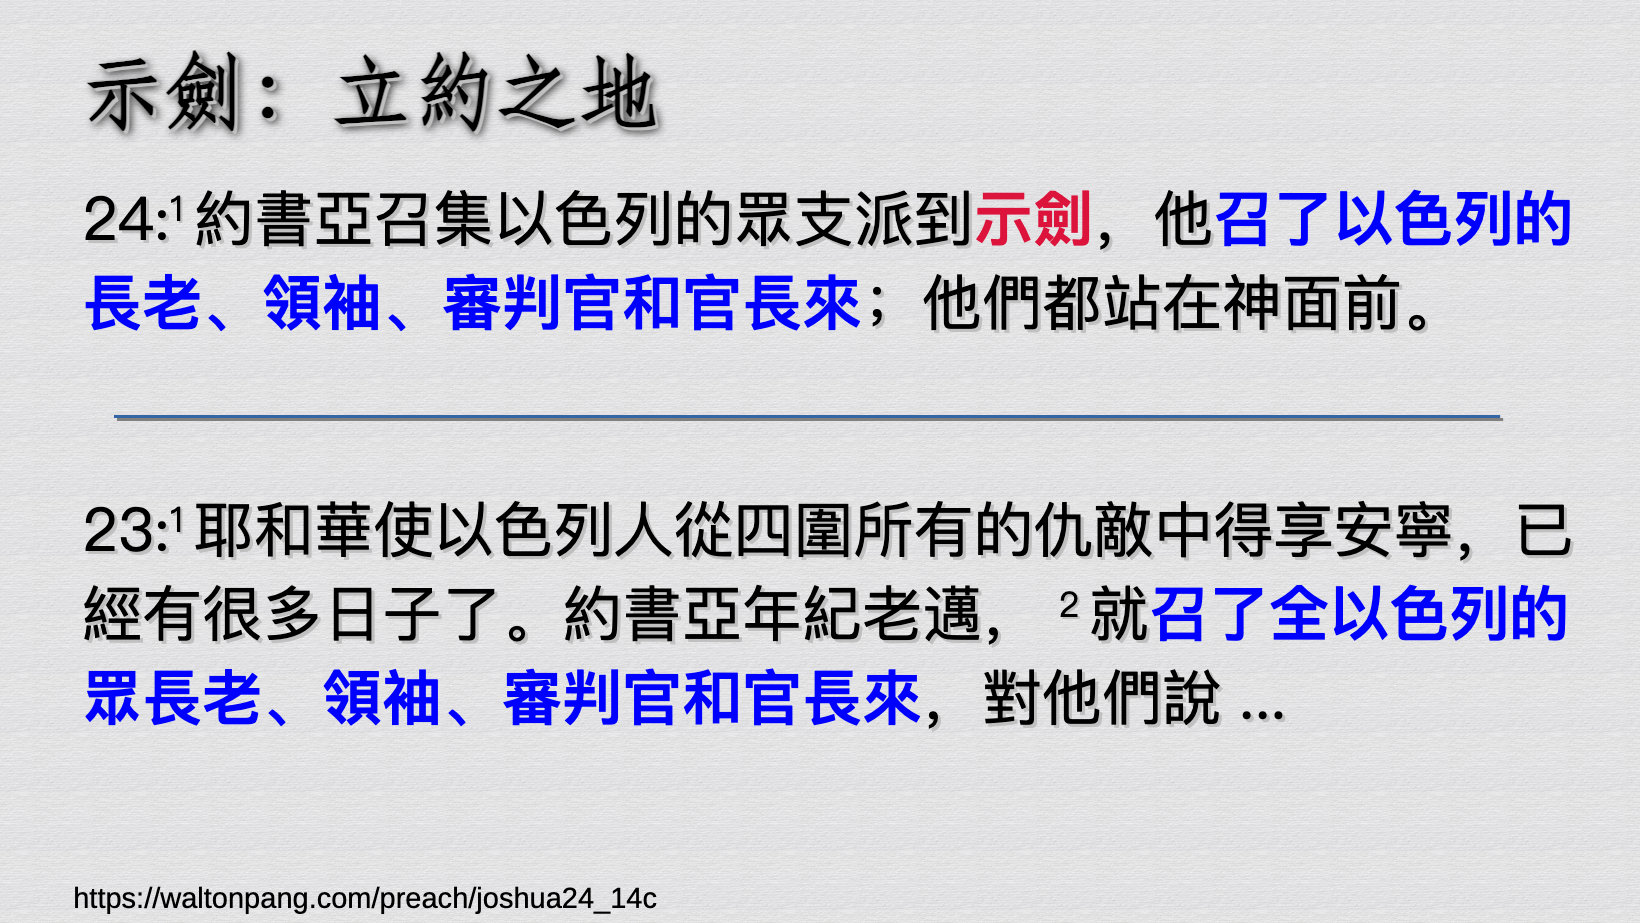 示劍：立約之地
24:1 約書亞召集以色列的眾支派到示劍，他召了以色列的
長老、領袖、審判官和官長來；他們都站在神面前。
23:1 耶和華使以色列人從四圍所有的仇敵中得享安寧，已
經有很多日子了。約書亞年紀老邁， 2 就召了全以色列的
眾長老、領袖、審判官和官長來，對他們說 ...
https://waltonpang.com/preach/joshua24_14c